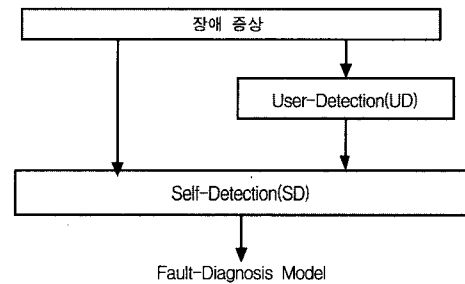 장애 증상
User-Detection(UD)
Self-Detection(SD)
Fault-Diagnosis Model